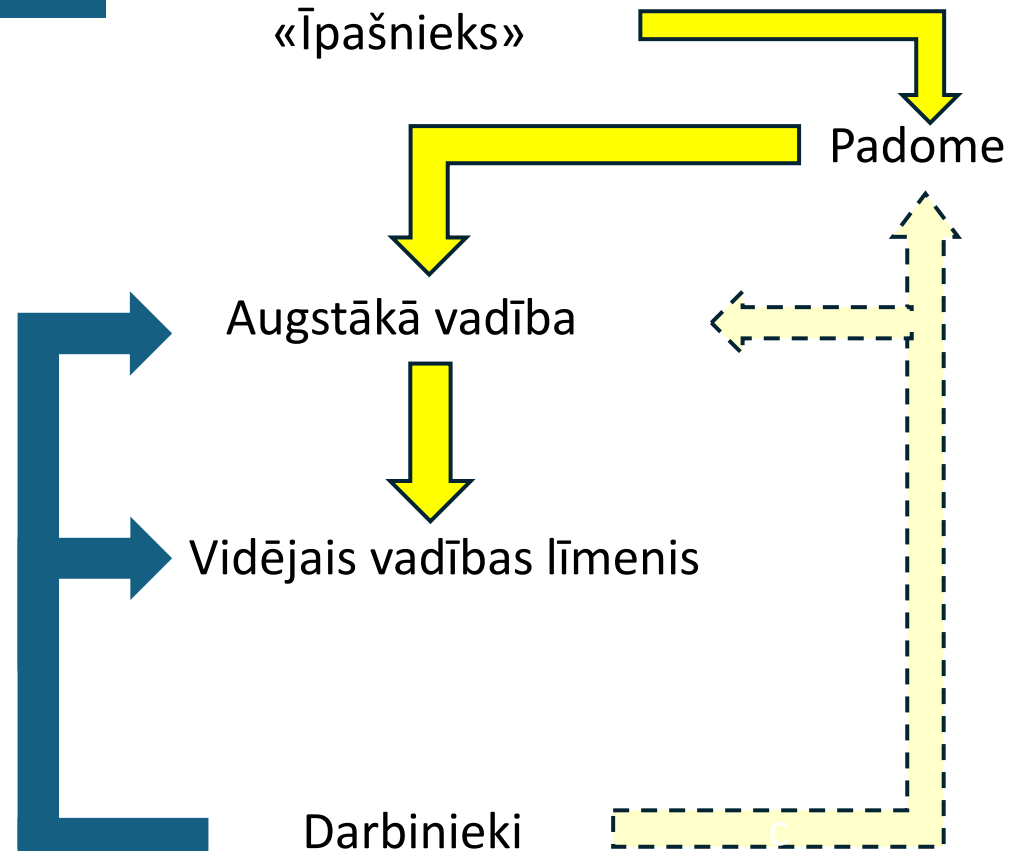 «Īpašnieks»
Padome
Augstākā vadība
Vidējais vadības līmenis
Darbinieki
c